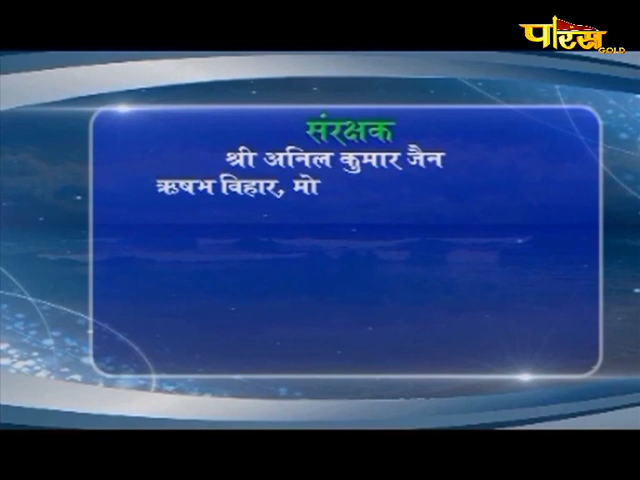 पारस
GOLD
संरक्षक
श्री अनिल कुमार जैन
ऋषभ विहार, मो